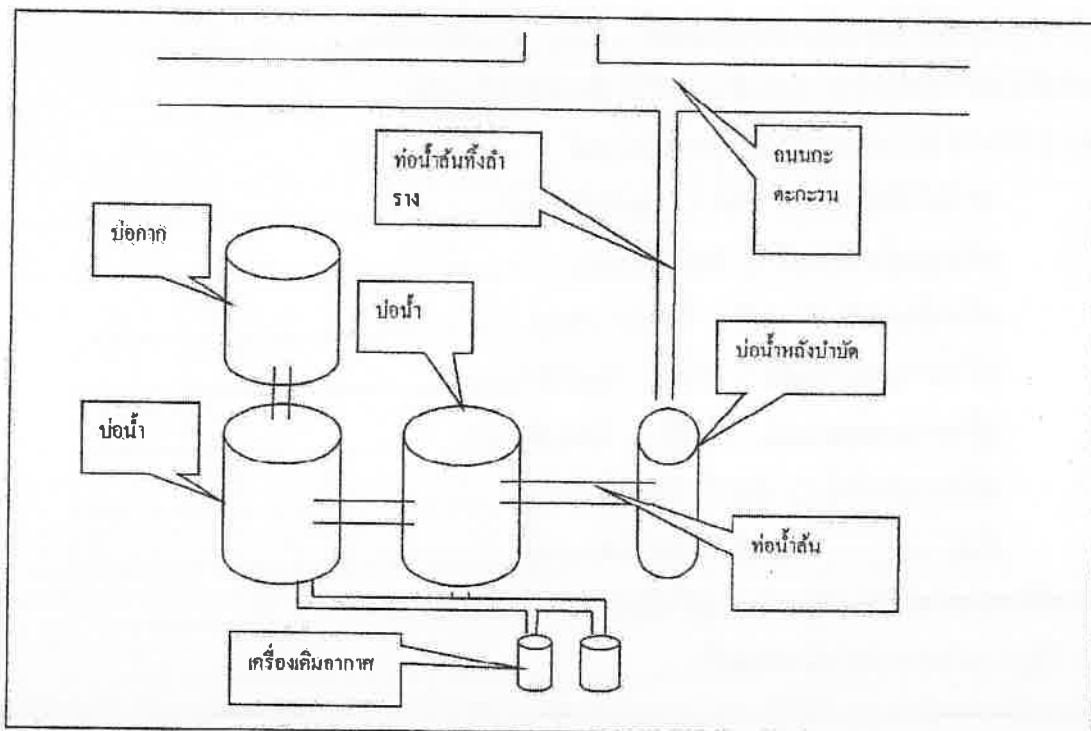 ท่อน้ำล้นทิ้งลำ
ราง
ถนนกะ
ตะกะวน
บ่อกาก
บ่อน้ำ
บ่อน้ำหลังบำบัด
บ่อน้ำ
ท่อน้ำล้น
เครื่องเติมอากาศ